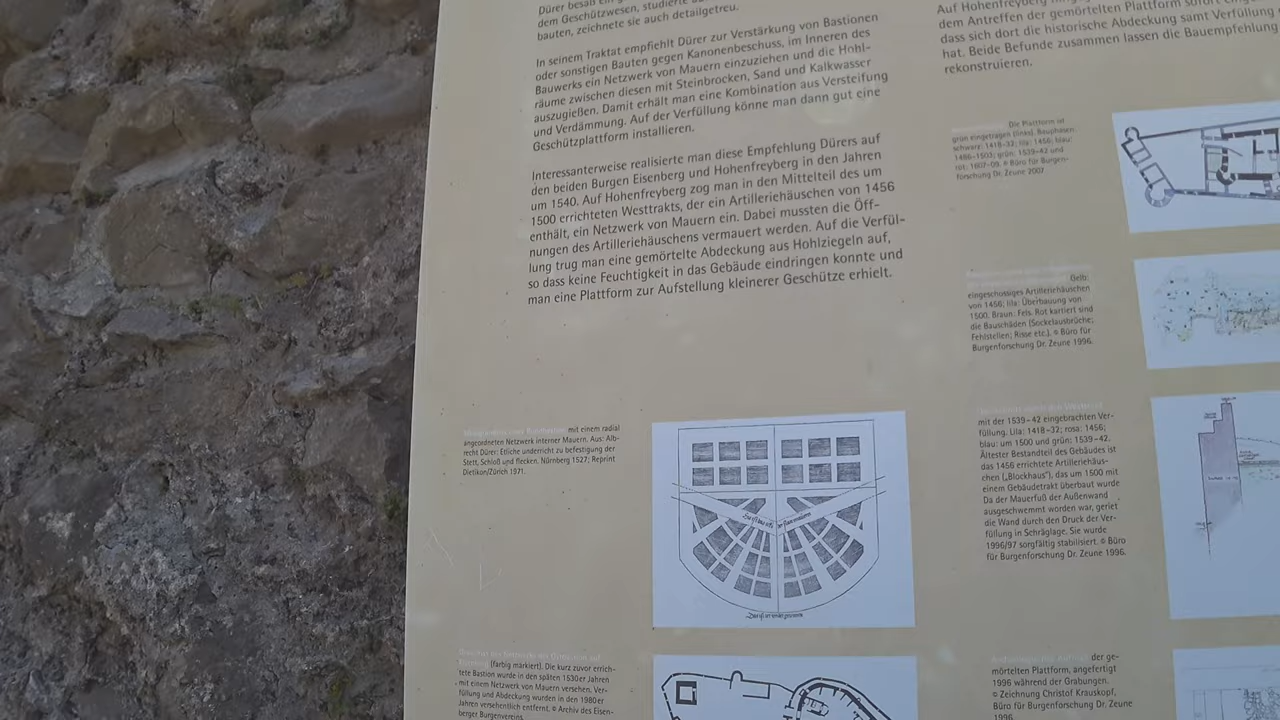 Dürer besaß ein
dem Geschützwesen, studierte
bauten, zeichnete sie auch detailgetreu.
In seinem Traktat empfiehlt Dürer zur Verstärkung von Bastionen
oder sonstigen Bauten gegen Kanonenbeschuss, im Inneren des
Bauwerks ein Netzwerk von Mauern einzuziehen und die Hohl-
räume zwischen diesen mit Steinbrocken, Sand und Kalkwasser
auszugießen. Damit erhält man eine Kombination aus Versteifung
und Verdämmung. Auf der Verfüllung könne man dann gut eine
Geschützplattform installieren.
Interessanterweise realisierte man diese Empfehlung Dürers auf
den beiden Burgen Eisenberg und Hohenfreyberg in den Jahren
um 1540. Auf Hohenfreyberg zog man in den Mittelteil des um
1500 errichteten Westtrakts, der ein Artilleriehäuschen von 1456
enthält, ein Netzwerk von Mauern ein. Dabei mussten die Öff-
nungen des Artilleriehäuschens vermauert werden. Auf die Verfül-
lung trug man eine gemörtelte Abdeckung aus Hohlziegeln auf,
so dass keine Feuchtigkeit in das Gebäude eindringen konnte und
man eine Plattform zur Aufstellung kleinerer Geschütze erhielt.
mit einem radial
angeordneten Netzwerk interner Mauern. Aus: Alb-
recht Dürer: Etliche underricht zu befestigung der
Stett, Schloß und flecken. Nürnberg 1527; Reprint
Dietikon/Zürich 1971.
(farbig markiert). Die kurz zuvor errich-
tete Bastion wurde in den späten 1530er Jahren
mit einem Netzwerk von Mauern versehen. Ver-
füllung und Abdeckung wurden in den 1980er
Jahren versehentlich entfernt. © Archiv des Eisen-
berger Burgenvereins
Auf Hohenfreyberg
dem Antreffen der gemörtelten Plattform sofort
dass sich dort die historische Abdeckung samt Verfüllung
hat. Beide Befunde zusammen lassen die Bauempfehlung
rekonstruieren.
Die Plattform ist
grün eingetragen (links). Bauphasen:
schwarz: 1418-32; lila: 1456; blau:
1486-1503; grün: 1539-42 und
rot: 1607-09. © Büro für Burgen-
forschung Dr. Zeune 2007
Gelb:
eingeschossiges Artilleriehäuschen
von 1456; lila: Überbauung von
1500. Braun: Fels. Rot kartiert sind
die Bauschäden (Sockelausbrüche;
Fehlstellen; Risse etc.). © Büro für
Burgenforschung Dr. Zeune 1996.
mit der 1539-42 eingebrachten Ver-
füllung. Lila: 1418-32; rosa: 1456;
blau: um 1500 und grün: 1539-42.
Ältester Bestandteil des Gebäudes ist
das 1456 errichtete Artilleriehäus-
chen („Blockhaus"), das um 1500 mit
einem Gebäudetrakt überbaut wurde
Da der Mauerfuß der Außenwand
ausgeschwemmt worden war, geriet
die Wand durch den Druck der Ver-
füllung in Schräglage. Sie wurde
1996/97 sorgfältig stabilisiert. © Büro
für Burgenforschung Dr. Zeune 1996.
der ge-
mörtelten Plattform, angefertigt
1996 während der Grabungen.
© Zeichnung Christof Krauskopf,
Büro für Burgenforschung Dr. Zeune
1996.